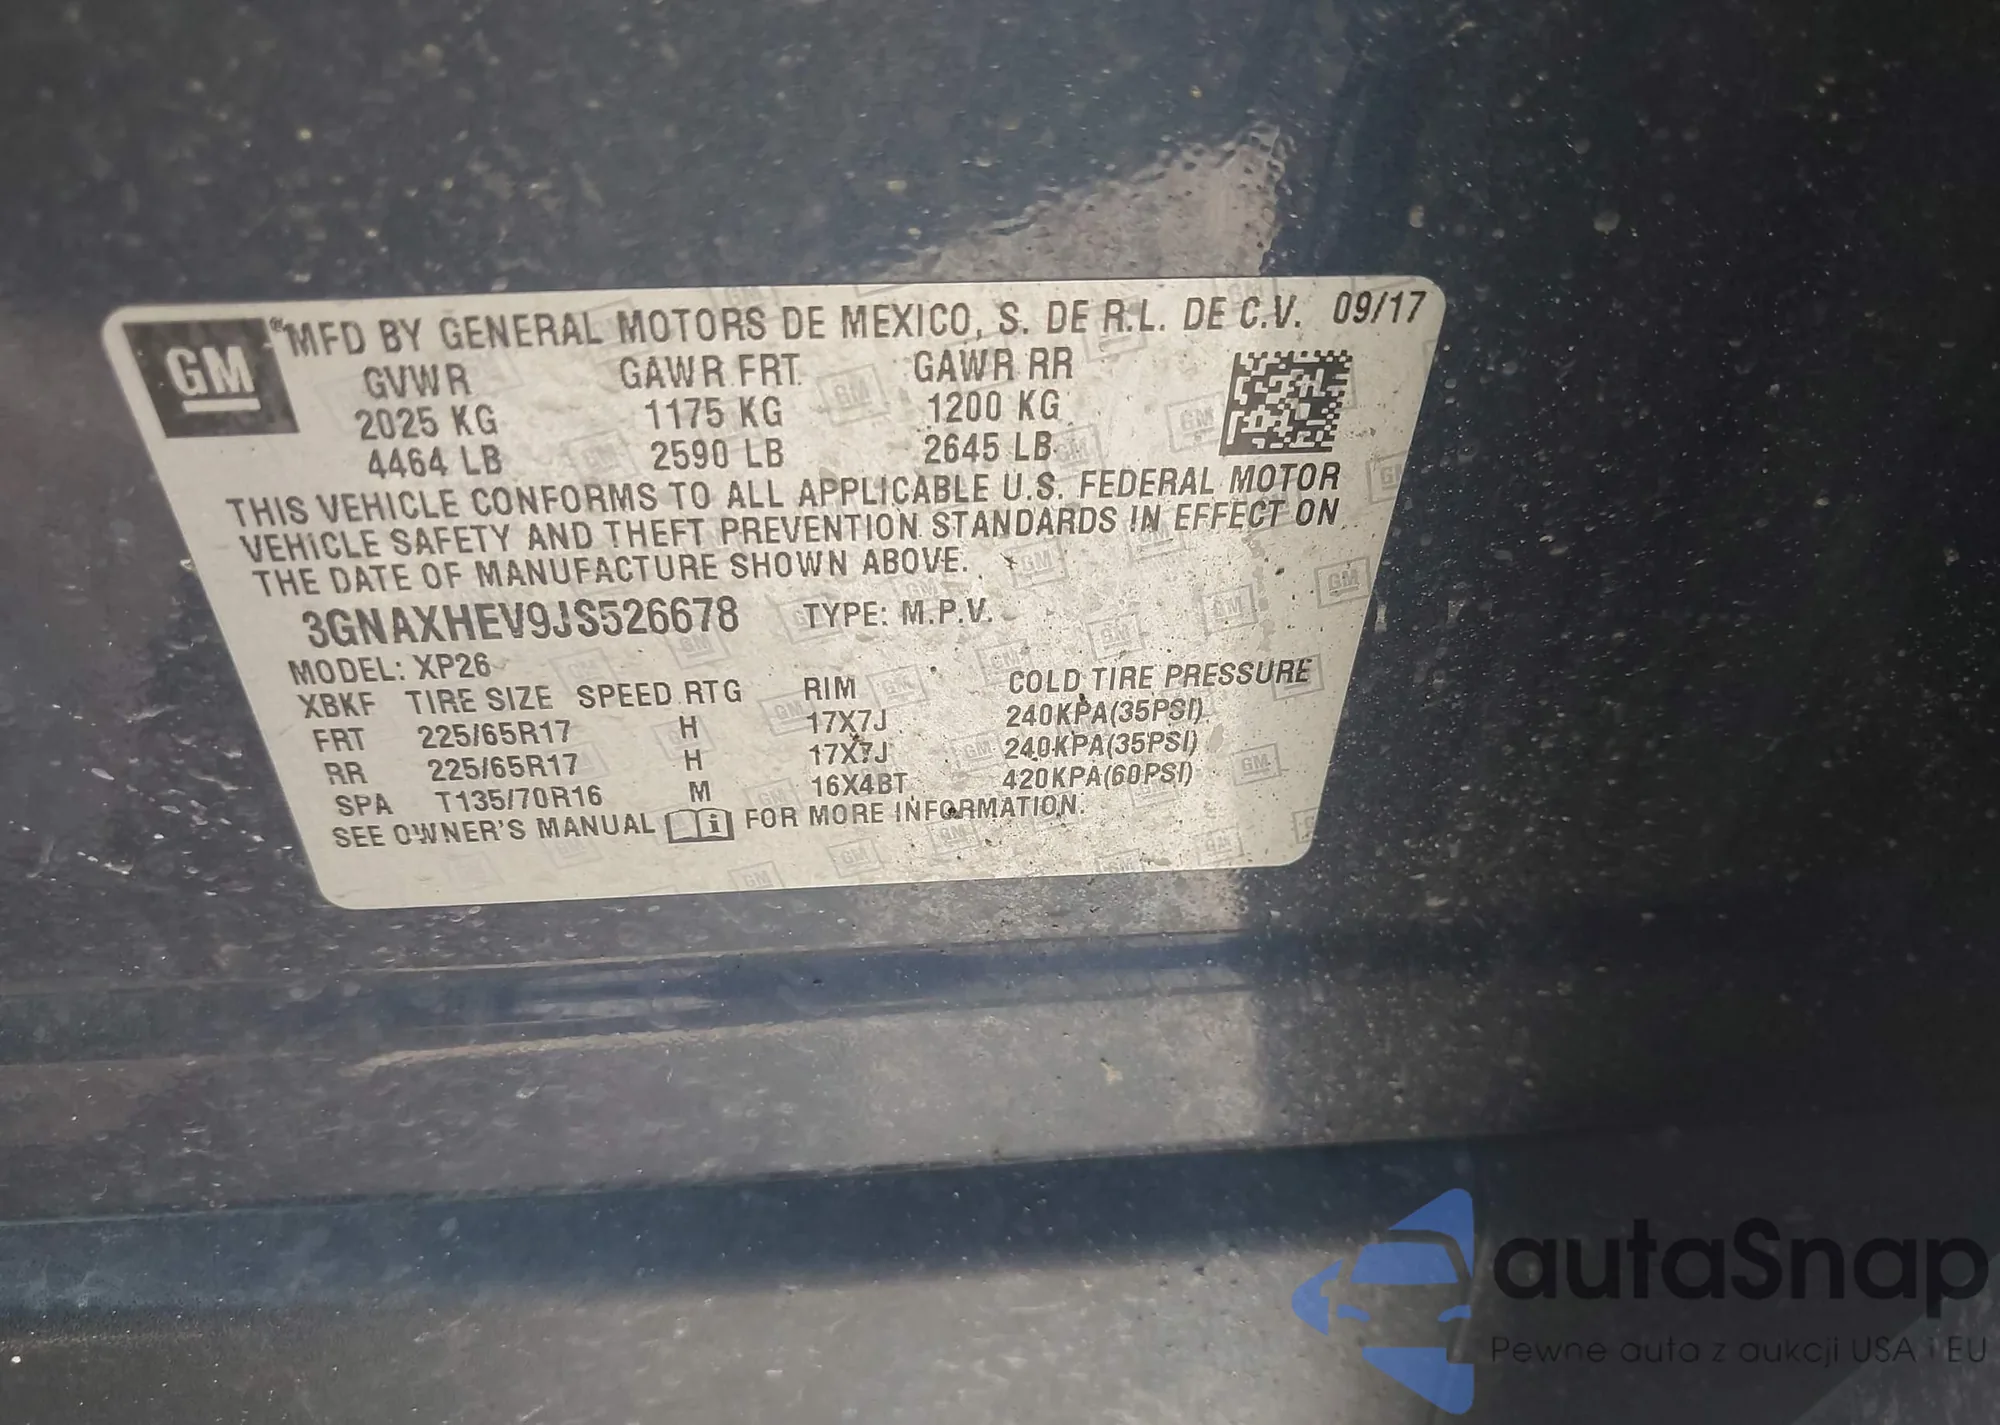 GM
®MFD BY GENERAL MOTORS DE MEXICO, S. DE R.L. DE C.V. 09/17
GVWR GAWR FRT. GAWR RR
2025 KG 1175 KG 1200 KG
4464 LB 2590 LB 2645 LB
THIS VEHICLE CONFORMS TO ALL APPLICABLE U.S. FEDERAL MOTOR
VEHICLE SAFETY AND THEFT PREVENTION STANDARDS IN EFFECT ON
THE DATE OF MANUFACTURE SHOWN ABOVE.
3GNAXHEV9JS526678 TYPE: M.P.V.
MODEL: XP26
XBKF TIRE SIZE SPEED RTG RIM COLD TIRE PRESSURE
FRT 225/65R17 H 17X7J 240KPA(35PSI)
RR 225/65R17 H 17X7J 240KPA(35PSI)
SPA T135/70R16 M 16X4BT 420KPA(60PSI)
SEE OWNER'S MANUAL i FOR MORE INFORMATION.
autaSnap
Pewne auta z aukcji USA i EU